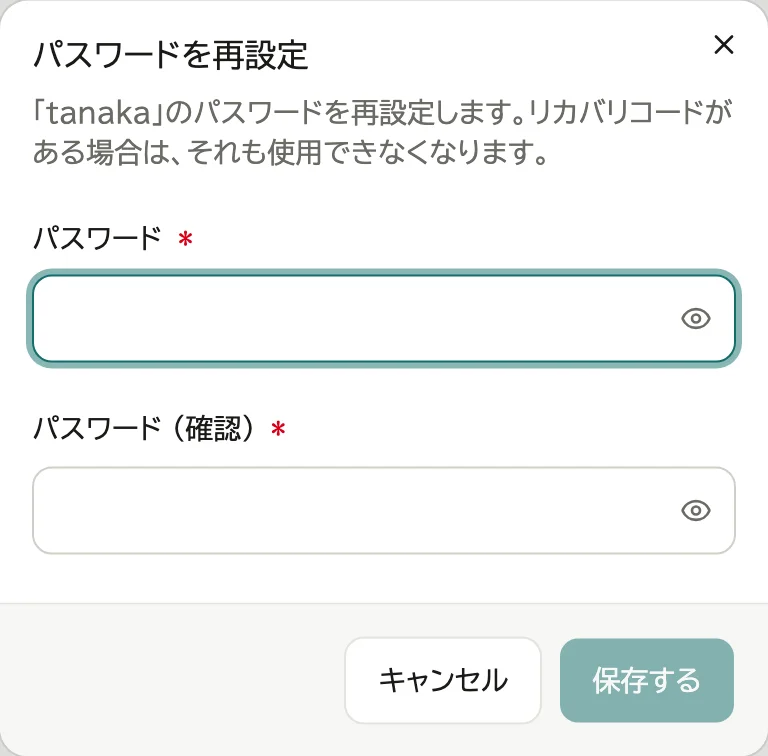 パスワードを再設定
「tanaka」のパスワードを再設定します。リカバリコードが
ある場合は、それも使用できなくなります。
パスワード *
パスワード（確認）*
キャンセル
保存する